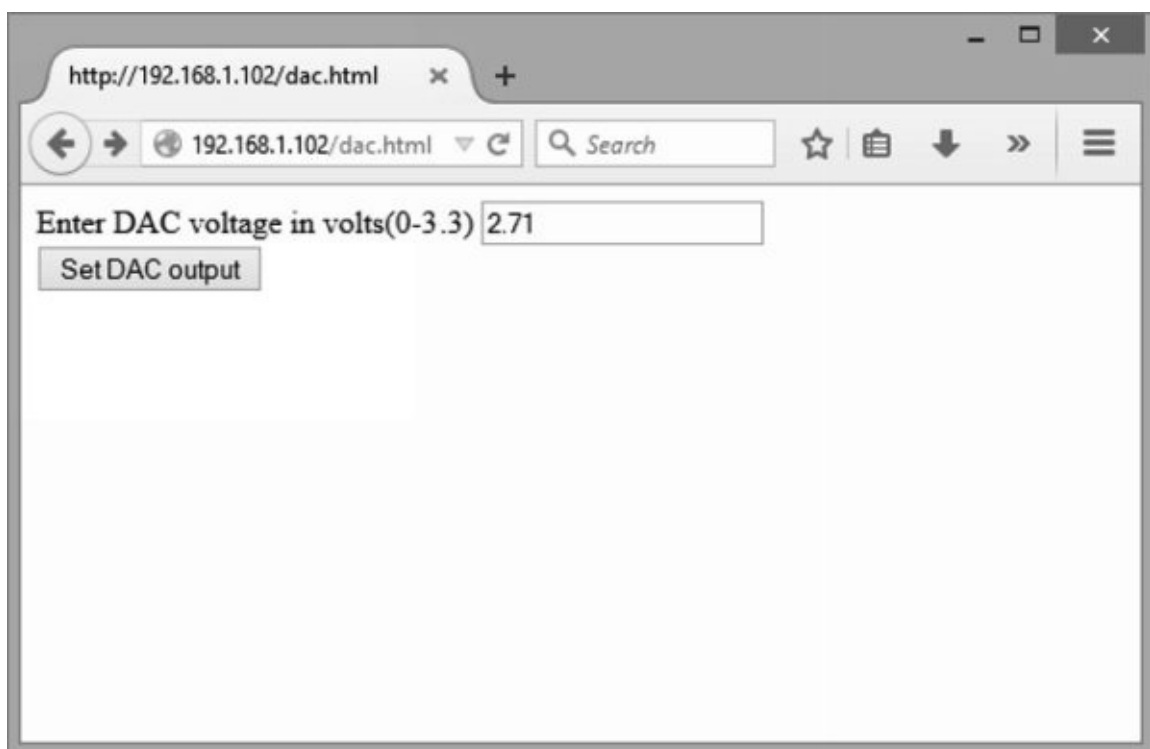 http://192.168.1.102/dac.html
192.168.1.102/dac.html Search
Enter DAC voltage in volts(0-3.3) 2.71
Set DAC output